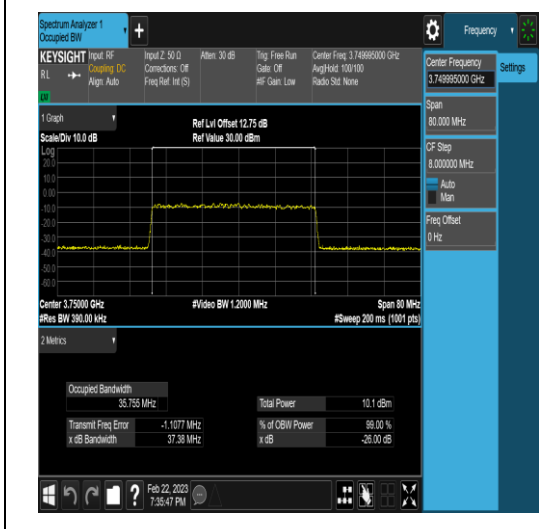 Spectrum Analyzer 1
Occupied BW
+
Frequency
KEYSIGHT
RL
Input: RF
Coupling: DC
Align: Auto
Input Z: 50 Ω
Corrections: Off
Freq Ref: Int (S)
Atten: 30 dB
Trig: Free Run
Gate: Off
#IF Gain: Low
Center Freq: 3.749995000 GHz
Avg|Hold: 100/100
Radio Std: None
Center Frequency
3.749995000 GHz
Settings
Span
80.000 MHz
CF Step
8.000000 MHz
Auto
Man
Freq Offset
0 Hz
1 Graph
Scale/Div 10.0 dB
Ref Lvl Offset 12.75 dB
Ref Value 30.00 dBm
Log
20.0
10.0
0.00
-10.0
-20.0
-30.0
-40.0
-50.0
-60.0
Center 3.75000 GHz
#Res BW 390.00 kHz
#Video BW 1.2000 MHz
Span 80 MHz
#Sweep 200 ms (1001 pts)
2 Metrics
Occupied Bandwidth
35.755 MHz
Total Power 10.1 dBm
Transmit Freq Error -1.1077 MHz
% of OBW Power 99.00 %
x dB Bandwidth 37.38 MHz
x dB -26.00 dB
?
Feb 22, 2023
7:35:47 PM